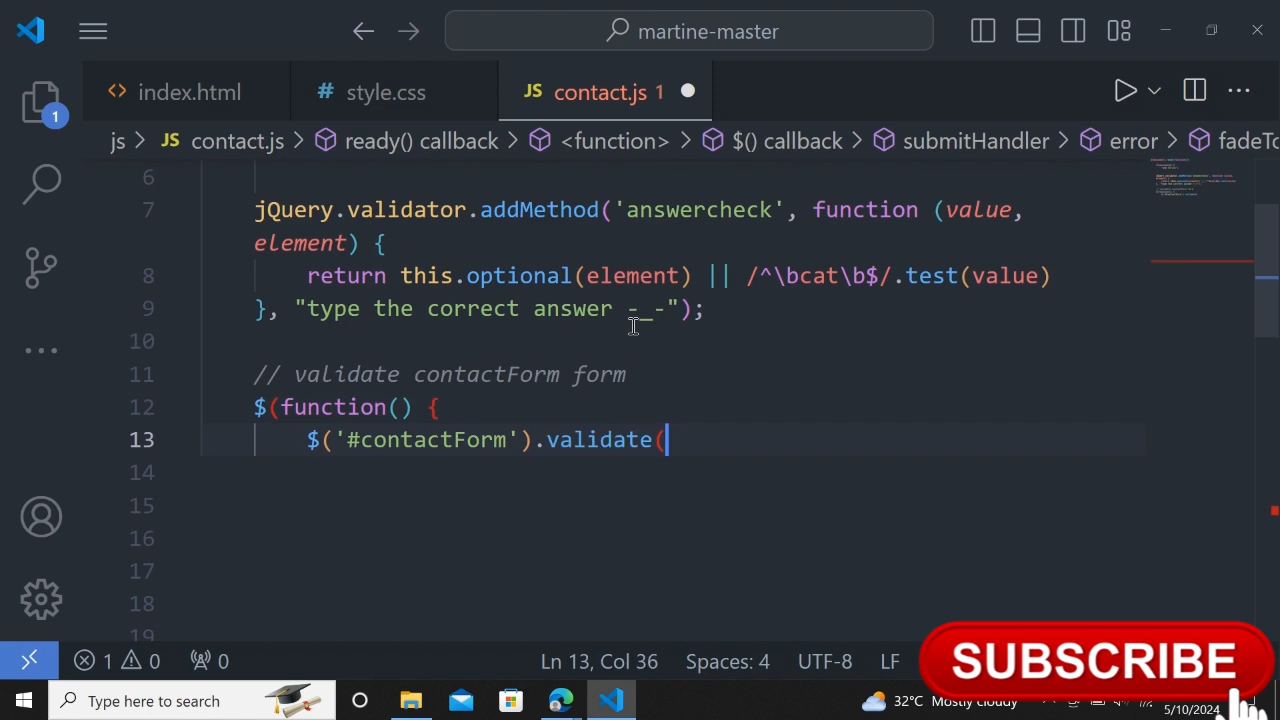 martine-master
index.html
style.css
JS contact.js 1
1
js > JS contact.js > ready() callback > <function> > $() callback > submitHandler > error > fadeTo
6
7 jQuery.validator.addMethod('answercheck', function (value,
element) {
8 return this.optional(element) || /^\bcat\b$/.test(value)
9 }, "type the correct answer -_-");
10
11 // validate contactForm form
12 $(function() {
13 $('#contactForm').validate(
14
15
16
17
18
19
1 0 0 Ln 13, Col 36 Spaces: 4 UTF-8 LF
SUBSCRIBE
Type here to search
32°C Mostly cloudy
5/10/2024